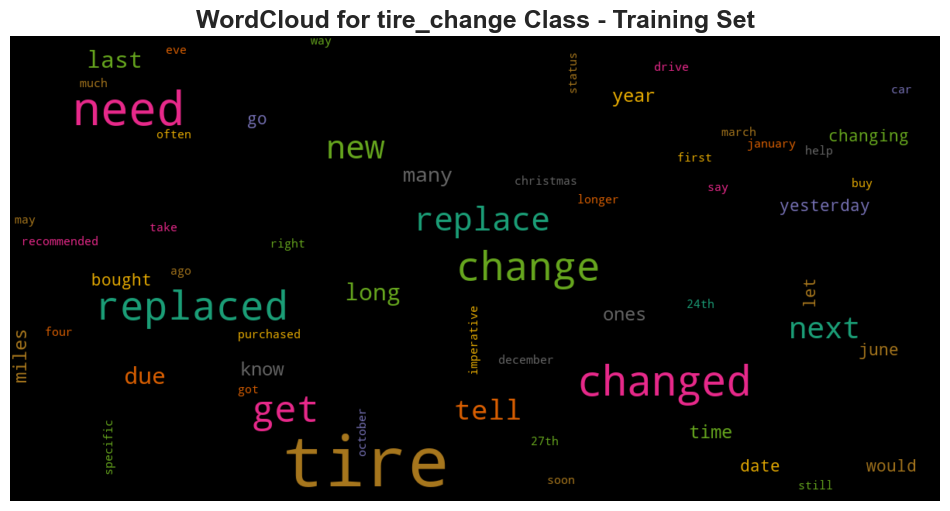 WordCloud for tire_change Class - Training Set
way
eve
last
status
drive
much
car
year
need
go
often
march
changing
new
january
help
first
many
christmas
say
buy
longer
yesterday
may
replace
take
recommended
right
change
ago
bought
long
let
replaced
24th
ones
next
four
purchased
imperative
miles
june
december
know
due
changed
got
get
tell
october
time
27th
specific
tire
date
would
soon
still